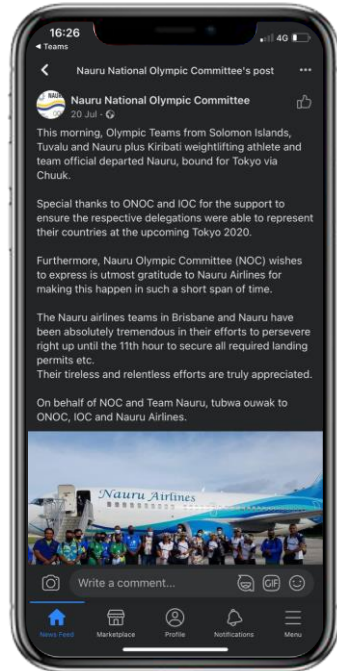 16:26
4G
Teams
Nauru National Olympic Committee's post
Nauru National Olympic Committee
20 Jul
This morning, Olympic Teams from Solomon Islands,
Tuvalu and Nauru plus Kiribati weightlifting athlete and
team official departed Nauru, bound for Tokyo via
Chuuk.
Special thanks to ONOC and IOC for the support to
ensure the respective delegations were able to represent
their countries at the upcoming Tokyo 2020.
Furthermore, Nauru Olympic Committee (NOC) wishes
to express is utmost gratitude to Nauru Airlines for
making this happen in such a short span of time.
The Nauru airlines teams in Brisbane and Nauru have
been absolutely tremendous in their efforts to persevere
right up until the 11th hour to secure all required landing
permits etc.
Their tireless and relentless efforts are truly appreciated.
On behalf of NOC and Team Nauru, tubwa ouwak to
ONOC, IOC and Nauru Airlines.
Nauru Airlines
Write a comment...
GIF
News Feed
Marketplace
Profile
Notifications
Menu